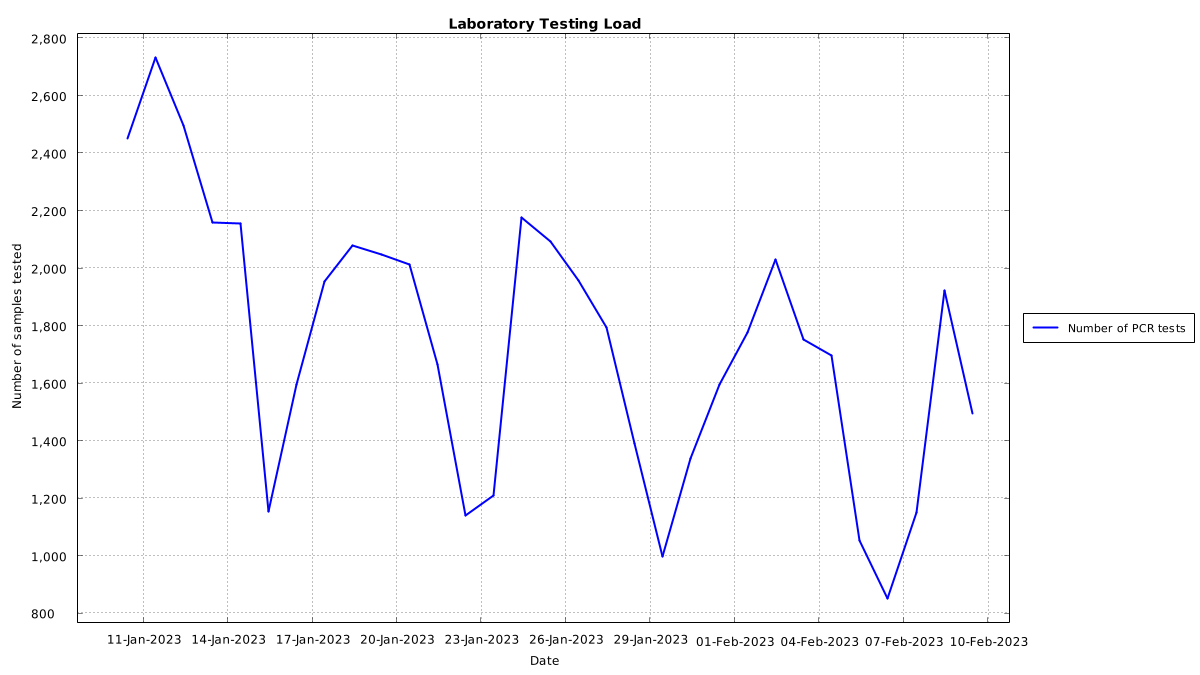 Laboratory Testing Load
2,800
2,600
2,400
2,200
2,000
1,800
1,600
1,400
1,200
1,000
800
Number of samples tested
11-Jan-2023 14-Jan-2023 17-Jan-2023 20-Jan-2023 23-Jan-2023 26-Jan-2023 29-Jan-2023 01-Feb-2023 04-Feb-2023 07-Feb-2023 10-Feb-2023
Date
Number of PCR tests